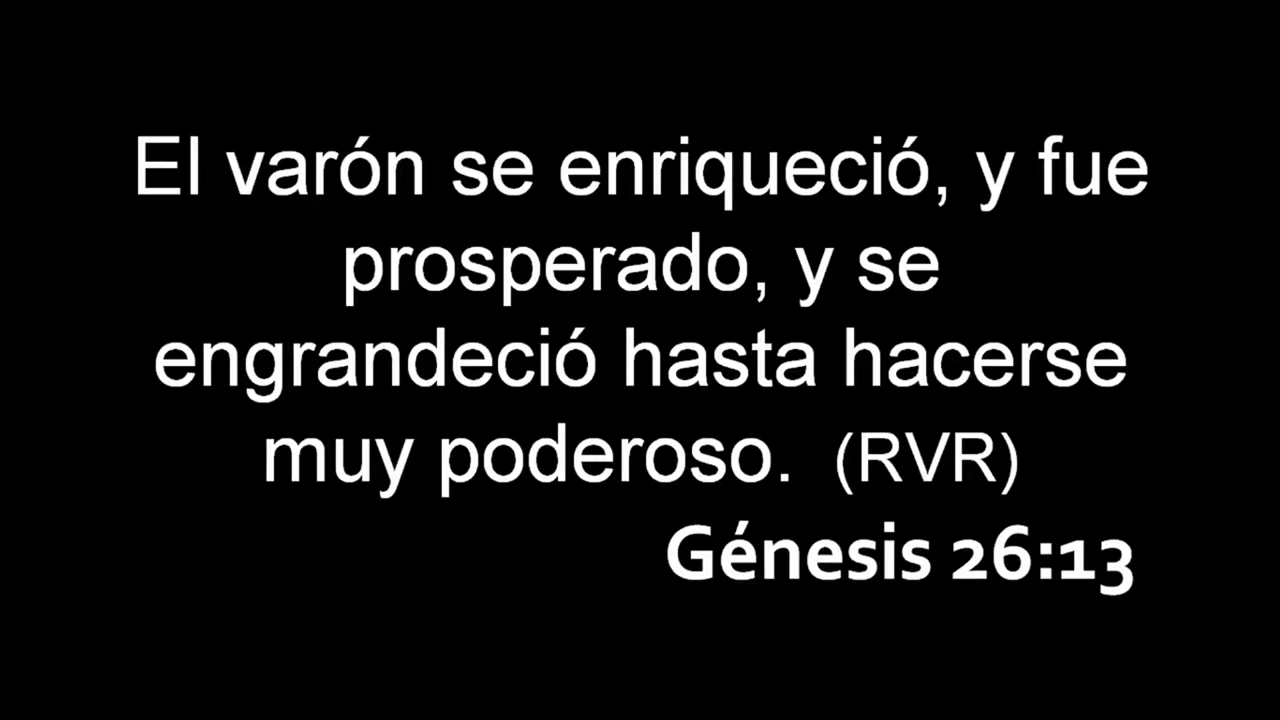 El varón se enriqueció, y fue
prosperado, y se
engrandeció hasta hacerse
muy poderoso. (RVR)
Génesis 26:13